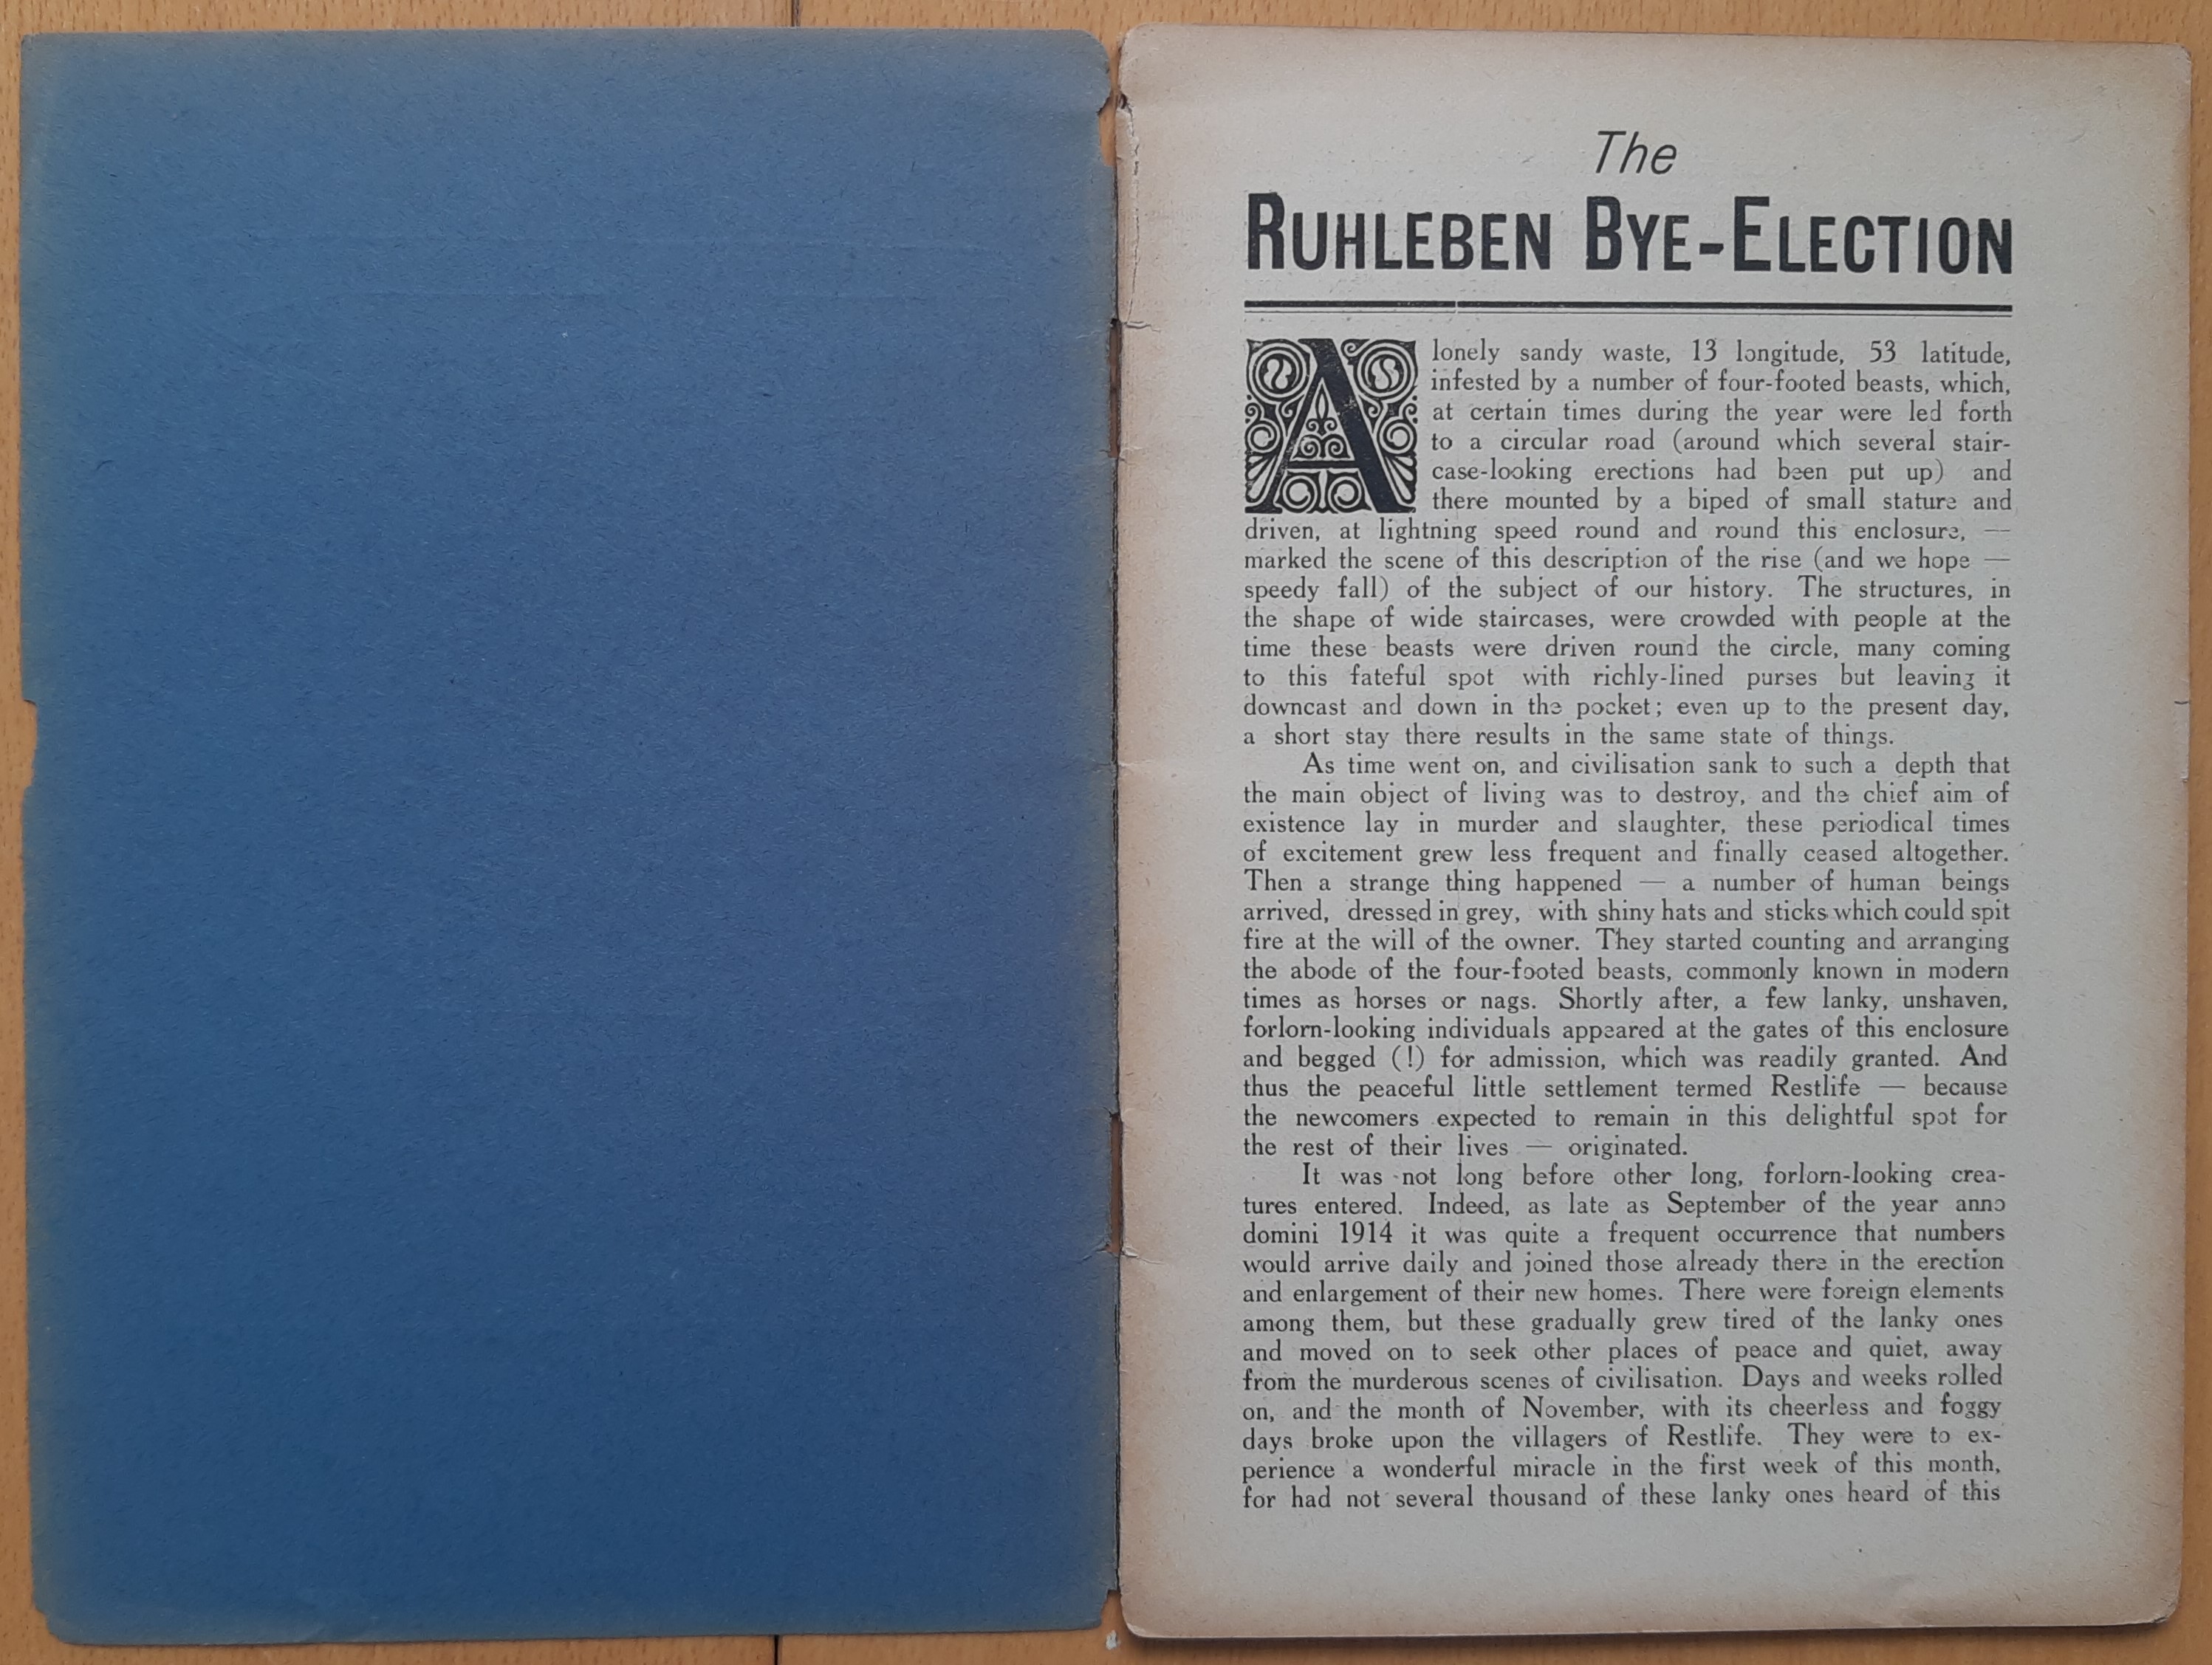 The
RUHLEBEN BYE-ELECTION
A lonely sandy waste, 13 longitude, 53 latitude,
infested by a number of four-footed beasts, which,
at certain times during the year were led forth
to a circular road (around which several stair-
case-looking erections had been put up) and
there mounted by a biped of small stature and
driven, at lightning speed round and round this enclosure, —
marked the scene of this description of the rise (and we hope —
speedy fall) of the subject of our history. The structures, in
the shape of wide staircases, were crowded with people at the
time these beasts were driven round the circle, many coming
to this fateful spot with richly-lined purses but leaving it
downcast and down in the pocket; even up to the present day,
a short stay there results in the same state of things.
As time went on, and civilisation sank to such a depth that
the main object of living was to destroy, and the chief aim of
existence lay in murder and slaughter, these periodical times
of excitement grew less frequent and finally ceased altogether.
Then a strange thing happened — a number of human beings
arrived, dressed in grey, with shiny hats and sticks which could spit
fire at the will of the owner. They started counting and arranging
the abode of the four-footed beasts, commonly known in modern
times as horses or nags. Shortly after, a few lanky, unshaven,
forlorn-looking individuals appeared at the gates of this enclosure
and begged (!) for admission, which was readily granted. And
thus the peaceful little settlement termed Restlife — because
the newcomers expected to remain in this delightful spot for
the rest of their lives — originated.
It was not long before other long, forlorn-looking crea-
tures entered. Indeed, as late as September of the year anno
domini 1914 it was quite a frequent occurrence that numbers
would arrive daily and joined those already there in the erection
and enlargement of their new homes. There were foreign elements
among them, but these gradually grew tired of the lanky ones
and moved on to seek other places of peace and quiet, away
from the murderous scenes of civilisation. Days and weeks rolled
on, and the month of November, with its cheerless and foggy
days broke upon the villagers of Restlife. They were to ex-
perience a wonderful miracle in the first week of this month,
for had not several thousand of these lanky ones heard of this